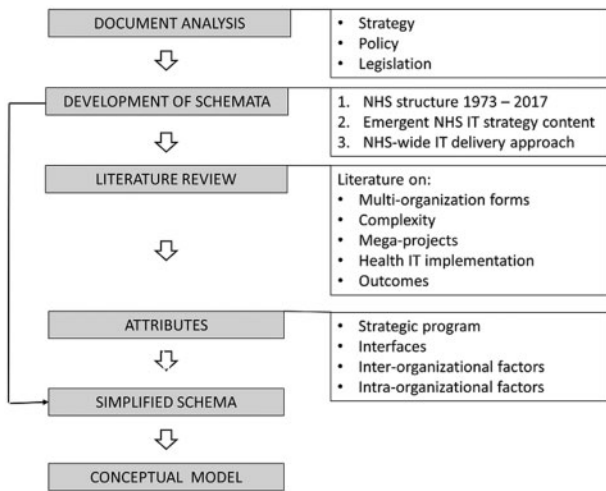 DOCUMENT ANALYSIS
• Strategy
• Policy
• Legislation
DEVELOPMENT OF SCHEMATA
1. NHS structure 1973 – 2017
2. Emergent NHS IT strategy content
3. NHS-wide IT delivery approach
LITERATURE REVIEW
Literature on:
• Multi-organization forms
• Complexity
• Mega-projects
• Health IT implementation
• Outcomes
ATTRIBUTES
• Strategic program
• Interfaces
• Inter-organizational factors
• Intra-organizational factors
SIMPLIFIED SCHEMA
CONCEPTUAL MODEL